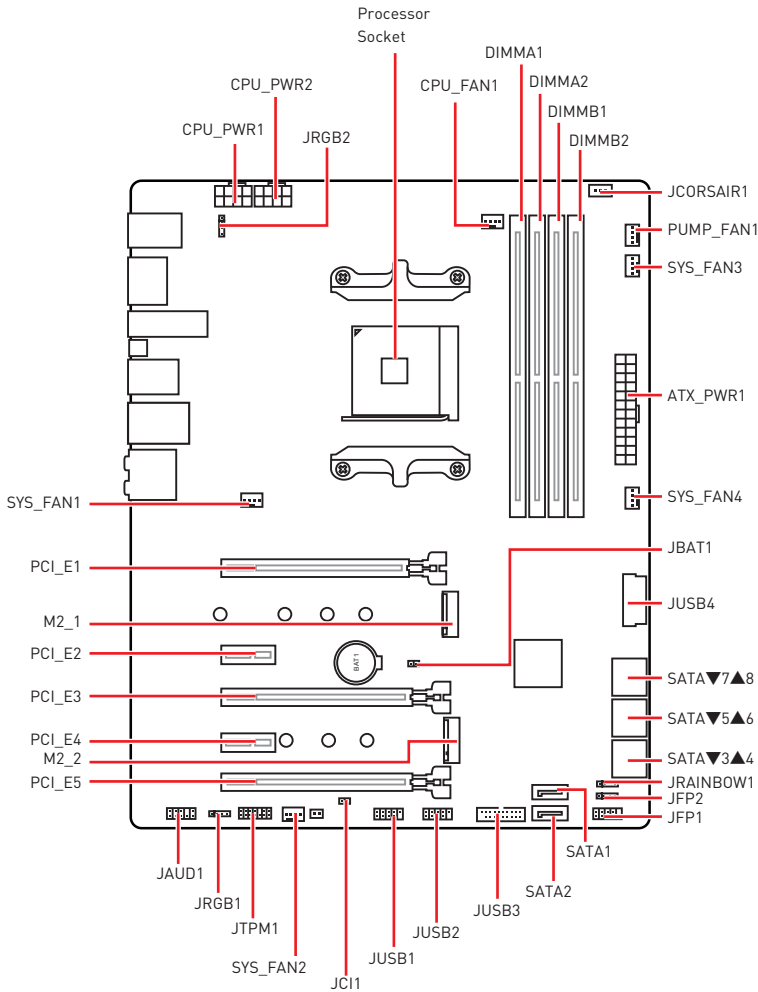 Processor
Socket
DIMMA1
CPU_PWR2
CPU_FAN1
DIMMA2
DIMMB1
CPU_PWR1
JRGB2
DIMMB2
JCORSAIR1
PUMP_FAN1
SYS_FAN3
ATX_PWR1
SYS_FAN1
SYS_FAN4
JBAT1
PCI_E1
JUSB4
M2_1
PCI_E2
BAT1
SATA▼7▲8
PCI_E3
SATA▼5▲6
PCI_E4
M2_2
SATA▼3▲4
PCI_E5
JRAINBOW1
JFP2
JFP1
SATA1
JAUD1
SATA2
JRGB1
JUSB3
JTPM1
JUSB2
JUSB1
SYS_FAN2
JCI1